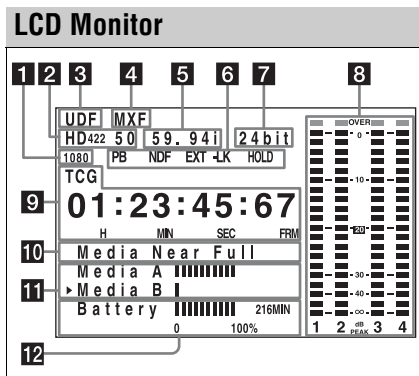 LCD Monitor
1 2 3 4 5 6 7 8
UDF MXF
HD422 50 59.94i 24bit
1080 PB NDF EXT-LK HOLD
TCG
9
01:23:45:67
H MIN SEC FRM
10 Media Near Full
Media A
11 ▸Media B
Battery 216MIN
0 100%
12
OVER
0
-10-
-20-
-30-
-40-
-∞-
1 2 dB PEAK 3 4